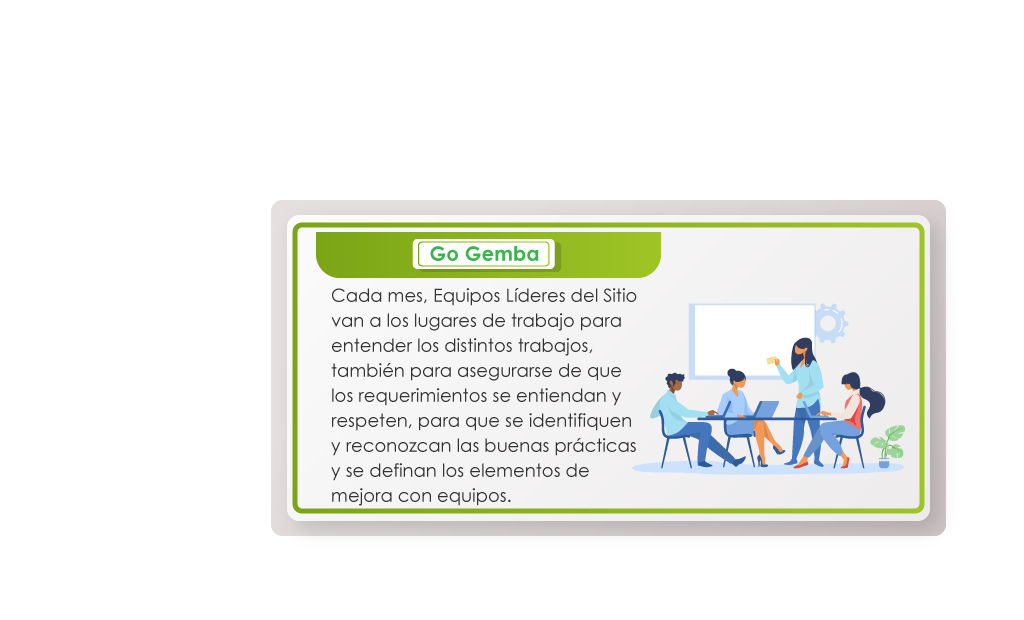 Go Gemba
Cada mes, Equipos Líderes del Sitio
van a los lugares de trabajo para
entender los distintos trabajos,
también para asegurarse de que
los requerimientos se entiendan y
respeten, para que se identifiquen
y reconozcan las buenas prácticas
y se definan los elementos de
mejora con equipos.